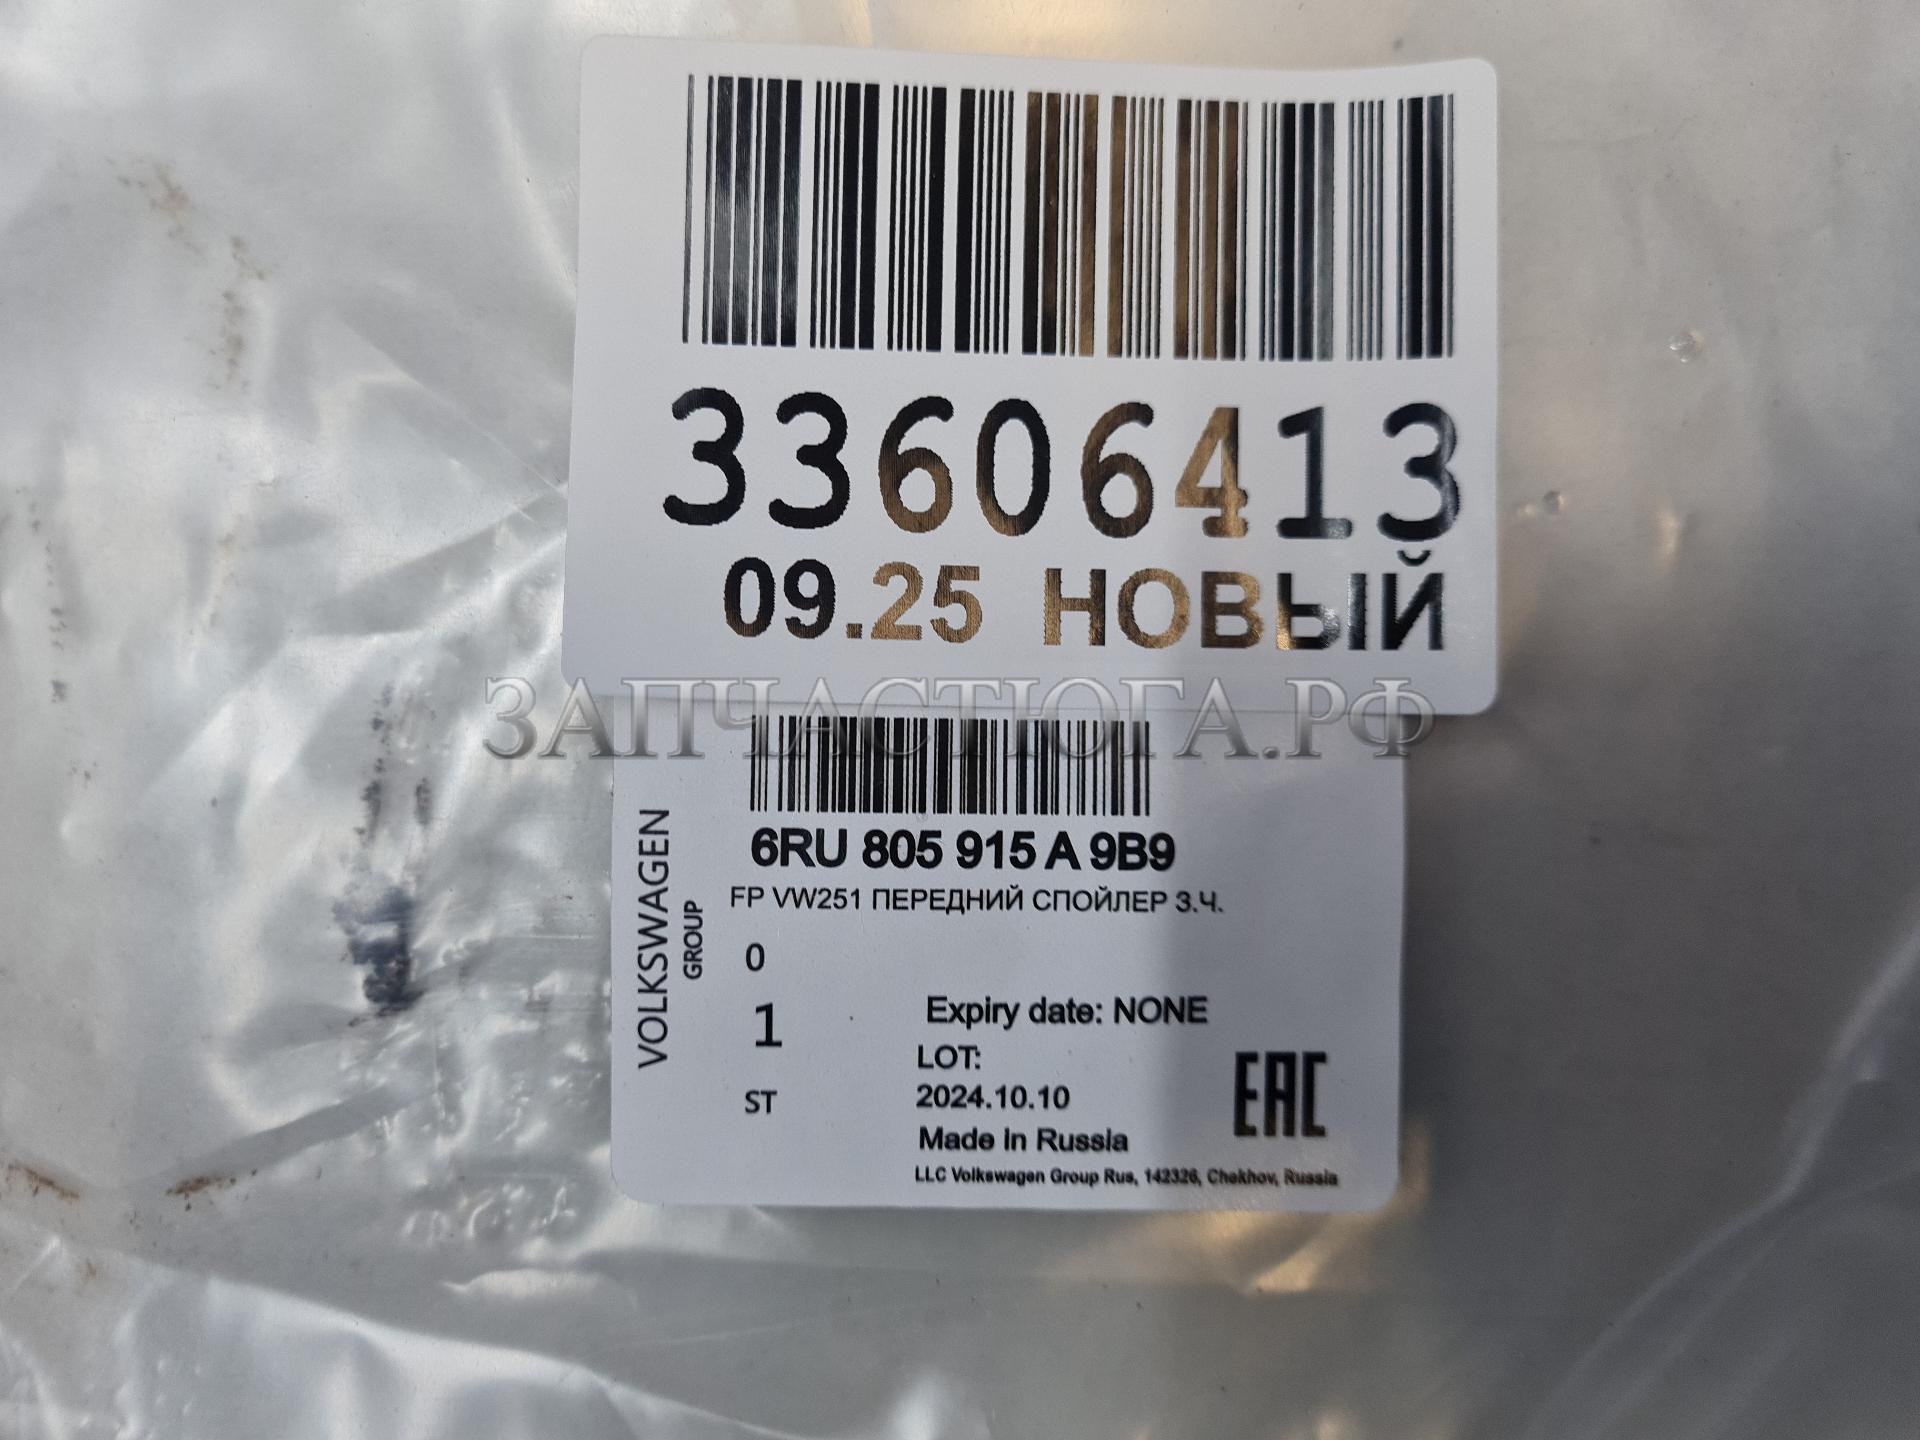 33606413
09.25 НОВЫЙ
ЗАПЧАСТЮГА.РФ
VOLKSWAGEN
GROUP
6RU 805 915 A 9B9
FP VW251 ПЕРЕДНИЙ СПОЙЛЕР З.Ч.
0
1
ST
Expiry date: NONE
LOT:
2024.10.10
Made in Russia
LLC Volkswagen Group Rus, 142326, Chekhov, Russia
EAC